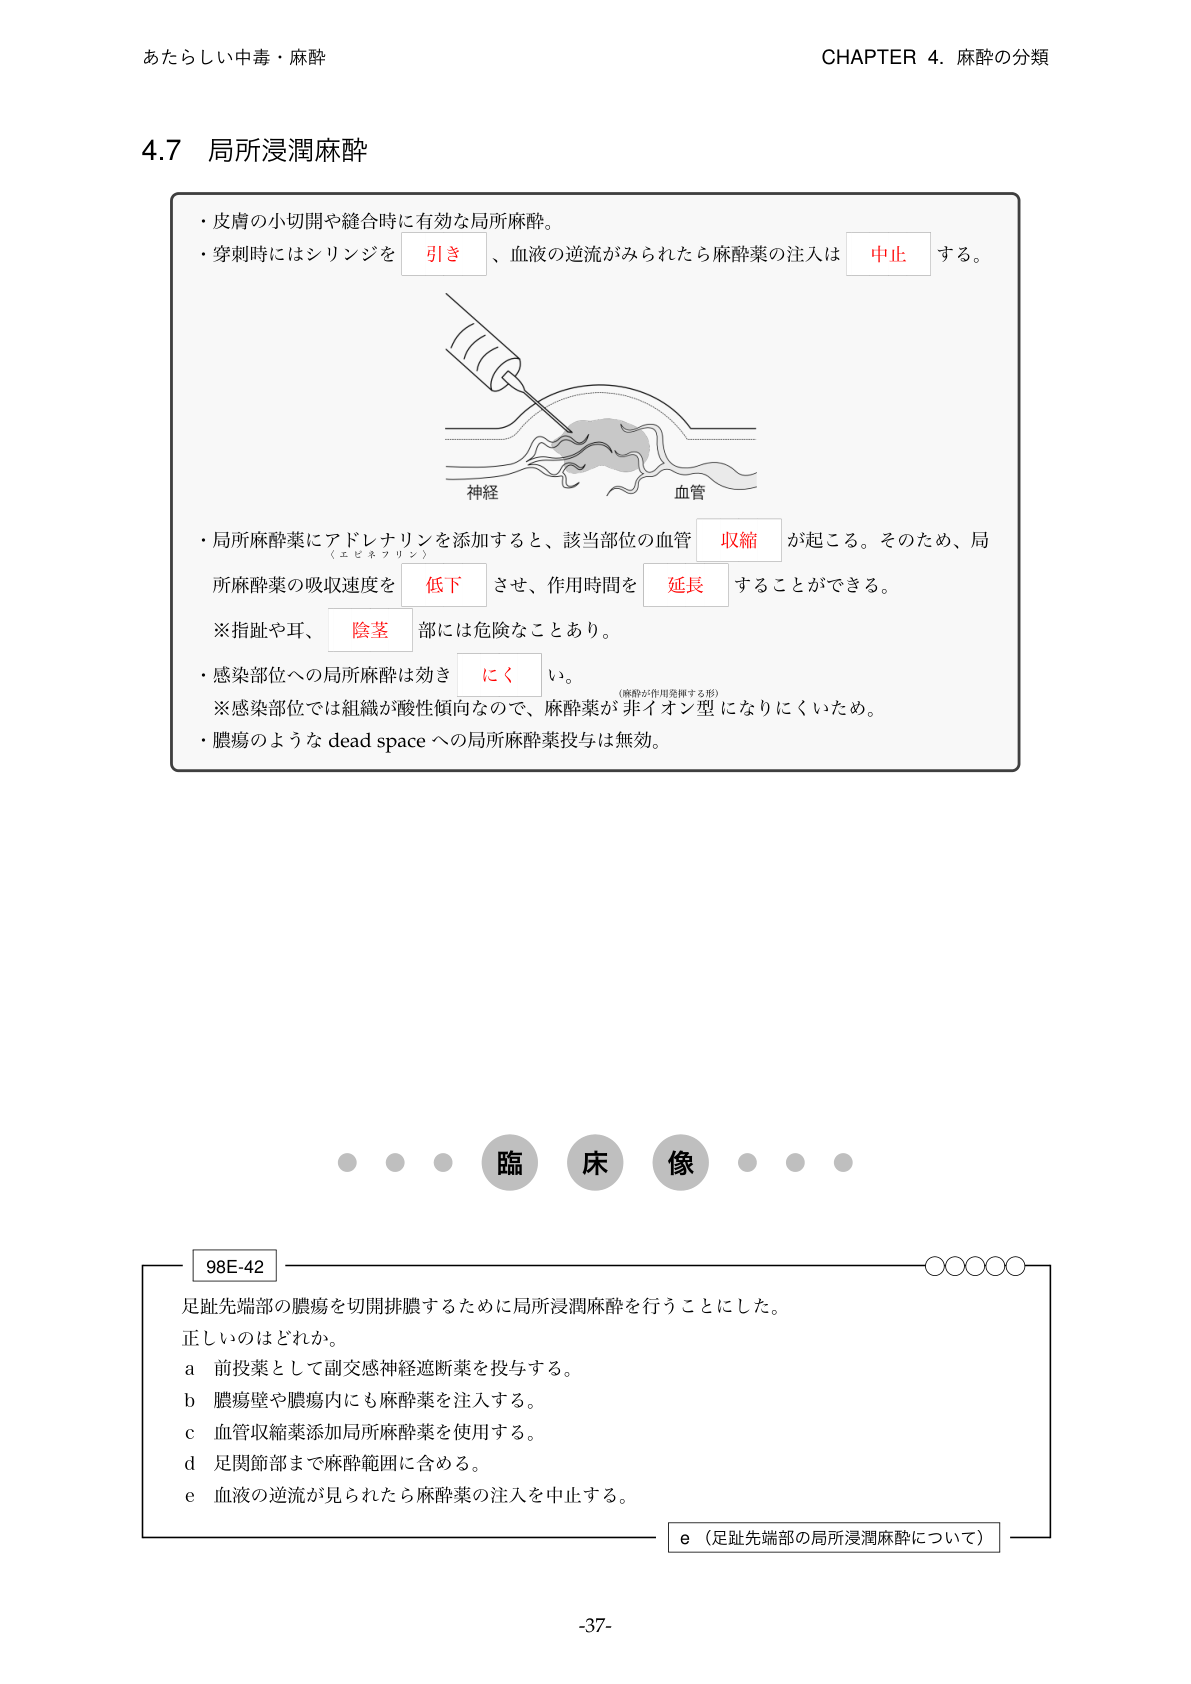 あたらしい中毒・麻酔
CHAPTER 4. 麻酔の分類
4.7 局所浸潤麻酔
・皮膚の小切開や縫合時に有効な局所麻酔。
・穿刺時にはシリンジを 引き 、血液の逆流がみられたら麻酔薬の注入は 中止 する。
神経
血管
・局所麻酔薬にアドレナリンを添加すると、該当部位の血管 収縮 が起こる。そのため、局
〈エピネフリン〉
所麻酔薬の吸収速度を 低下 させ、作用時間を 延長 することができる。
※指趾や耳、 陰茎 部には危険なことあり。
・感染部位への局所麻酔は効き にく い。
(麻酔が作用発揮する形)
※感染部位では組織が酸性傾向なので、麻酔薬が 非イオン型 になりにくいため。
・膿瘍のような dead space への局所麻酔薬投与は無効。
臨床像
98E-42
足趾先端部の膿瘍を切開排膿するために局所浸潤麻酔を行うことにした。
正しいのはどれか。
a 前投薬として副交感神経遮断薬を投与する。
b 膿瘍壁や膿瘍内にも麻酔薬を注入する。
c 血管収縮薬添加局所麻酔薬を使用する。
d 足関節部まで麻酔範囲に含める。
e 血液の逆流が見られたら麻酔薬の注入を中止する。
e （足趾先端部の局所浸潤麻酔について）
-37-